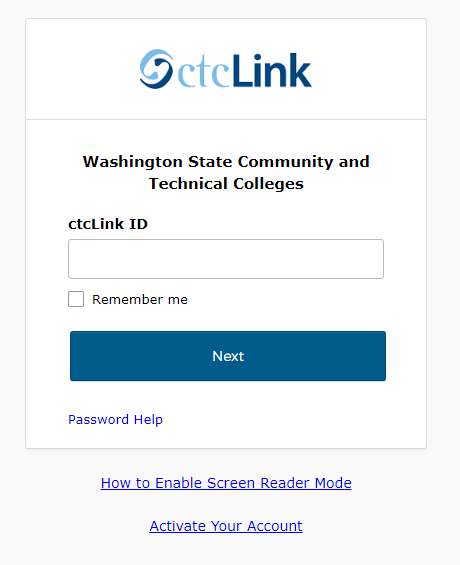 ctcLink
Washington State Community and
Technical Colleges
ctcLink ID
Remember me
Next
Password Help
How to Enable Screen Reader Mode
Activate Your Account